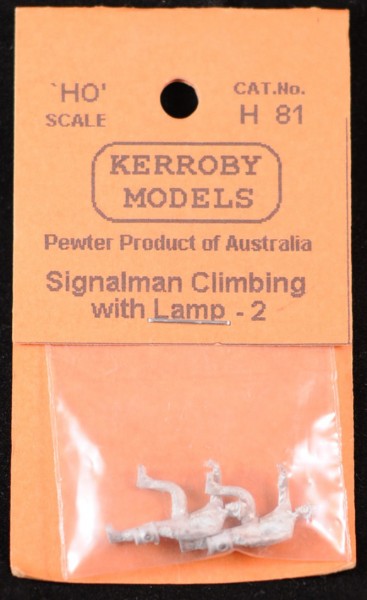 `HO'
SCALE
CAT.No.
H 81
KERROBY
MODELS
Pewter Product of Australia
Signalman Climbing
with Lamp - 2